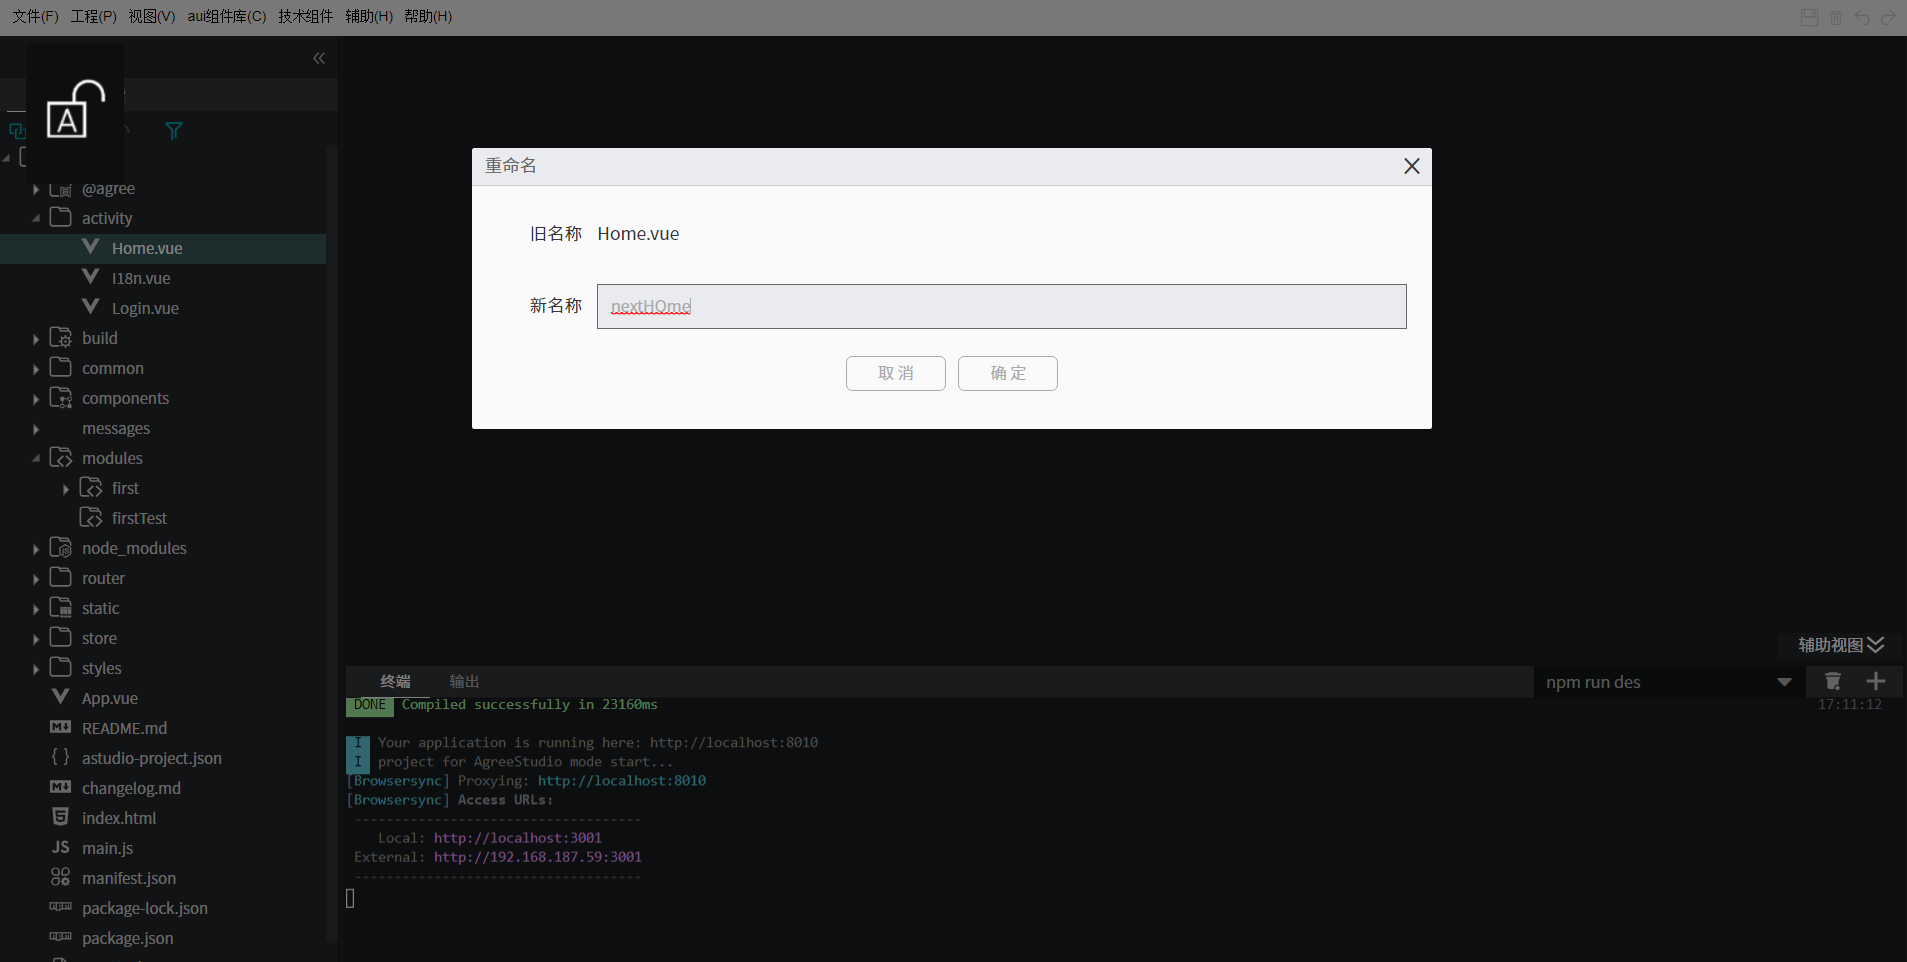 文件(F) 工程(P) 视图(V) aui组件库(C) 技术组件 辅助(H) 帮助(H)
A
@agree
activity
Home.vue
I18n.vue
Login.vue
build
common
components
messages
modules
first
firstTest
node_modules
router
static
store
styles
App.vue
README.md
astudio-project.json
changelog.md
index.html
JS main.js
manifest.json
package-lock.json
package.json
重命名
旧名称 Home.vue
新名称 nextHOme
取消 确定
辅助视图
终端 输出 npm run des
DONE Compiled successfully in 23160ms 17:11:12
I Your application is running here: http://localhost:8010
I project for AgreeStudio mode start...
[Browsersync] Proxying: http://localhost:8010
[Browsersync] Access URLs:
------------------------------------
Local: http://localhost:3001
External: http://192.168.187.59:3001
------------------------------------